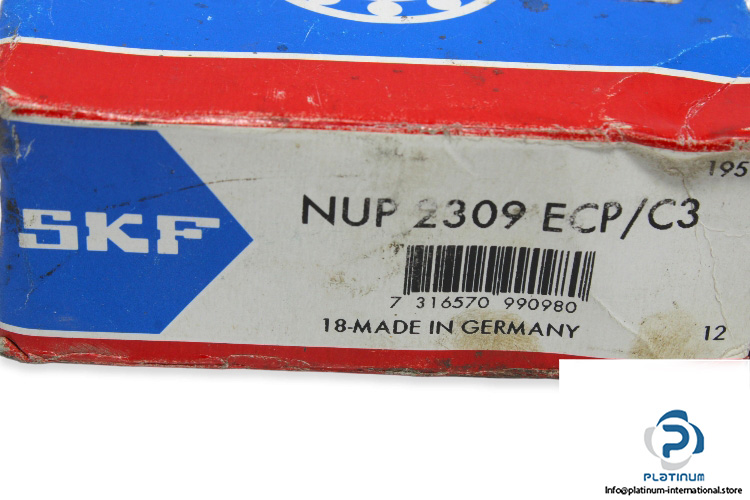 195
SKF
NUP 2309 ECP/C3
7 316570 990980
18-MADE IN GERMANY
12
PLATINUM
Info@platinum-international.store